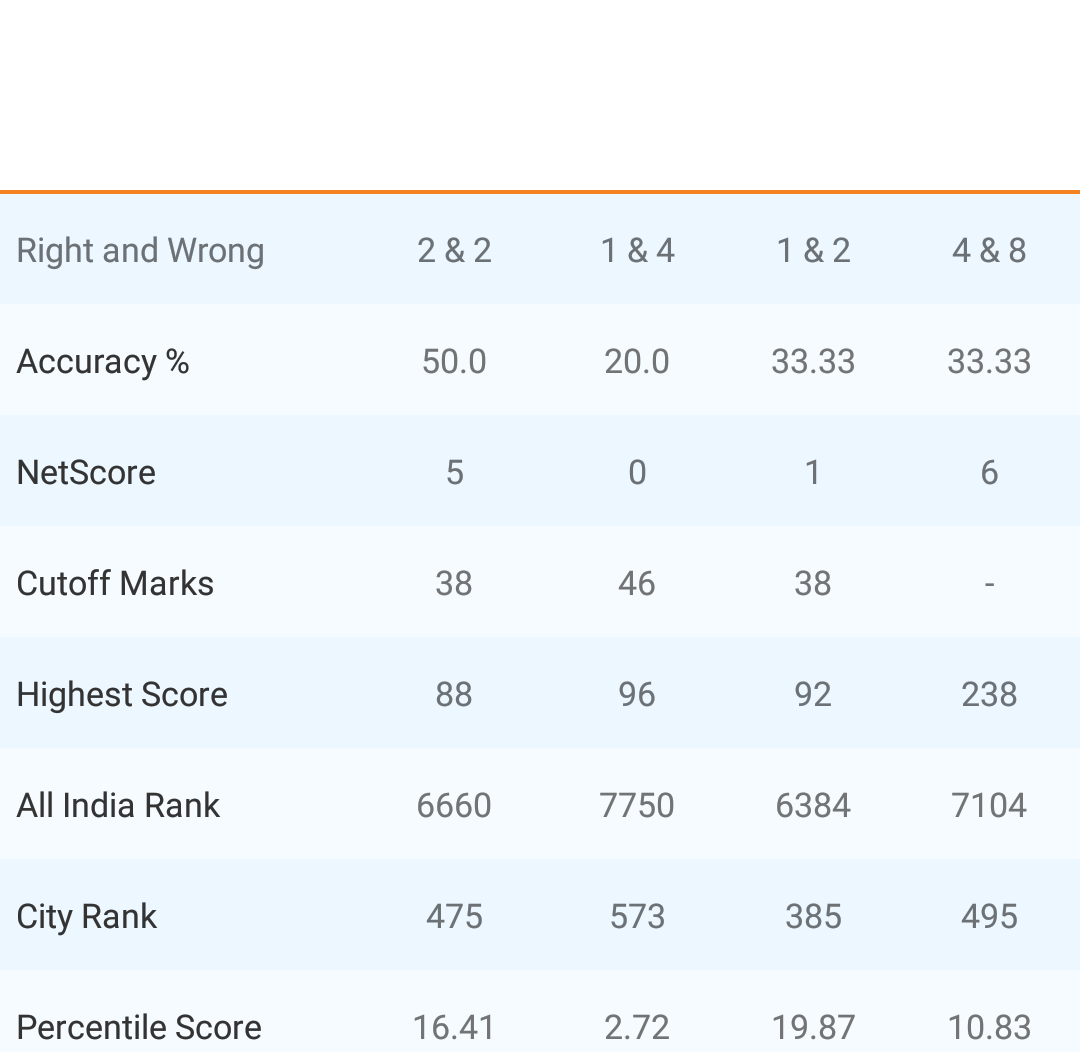 Right and Wrong 2 & 2 1 & 4 1 & 2 4 & 8
Accuracy % 50.0 20.0 33.33 33.33
NetScore 5 0 1 6
Cutoff Marks 38 46 38 -
Highest Score 88 96 92 238
All India Rank 6660 7750 6384 7104
City Rank 475 573 385 495
Percentile Score 16.41 2.72 19.87 10.83